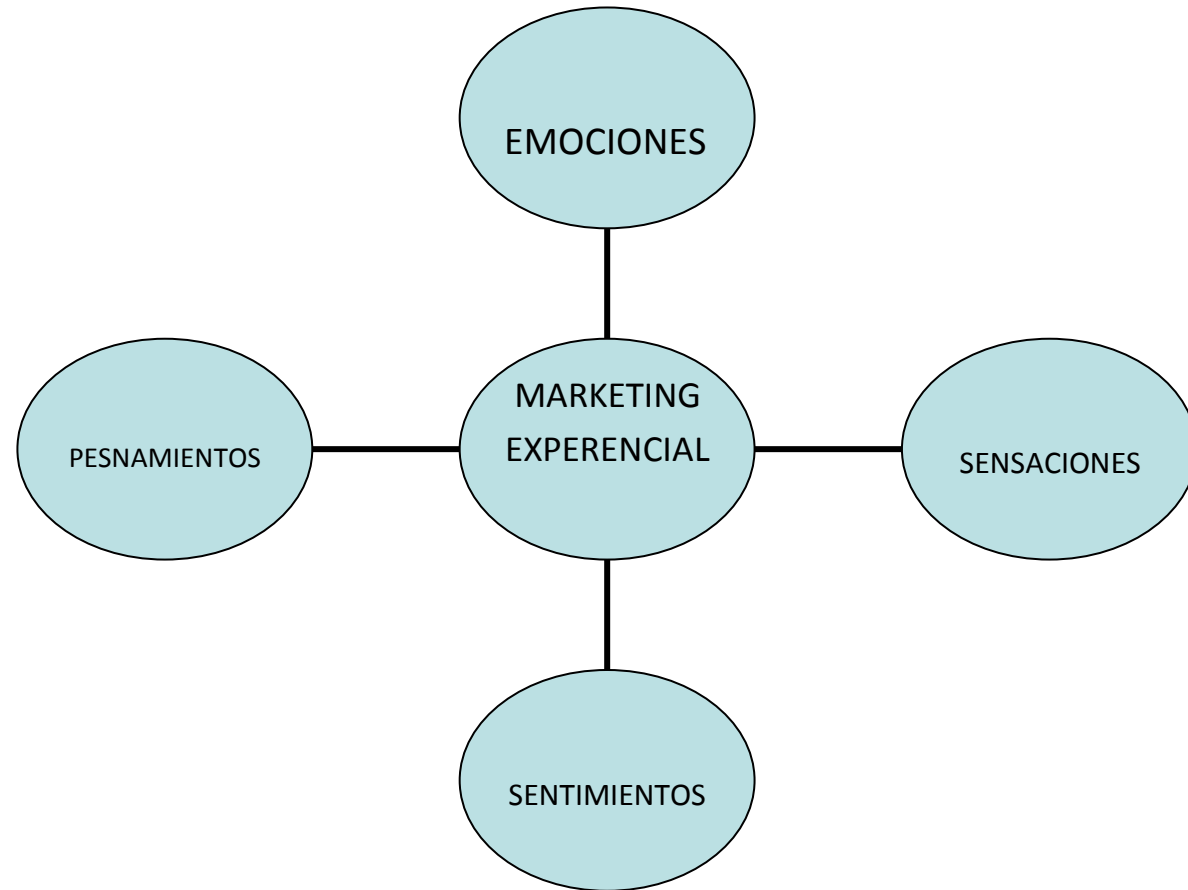 EMOCIONES
MARKETING
EXPERENCIAL
PESNAMIENTOS
SENSACIONES
SENTIMIENTOS